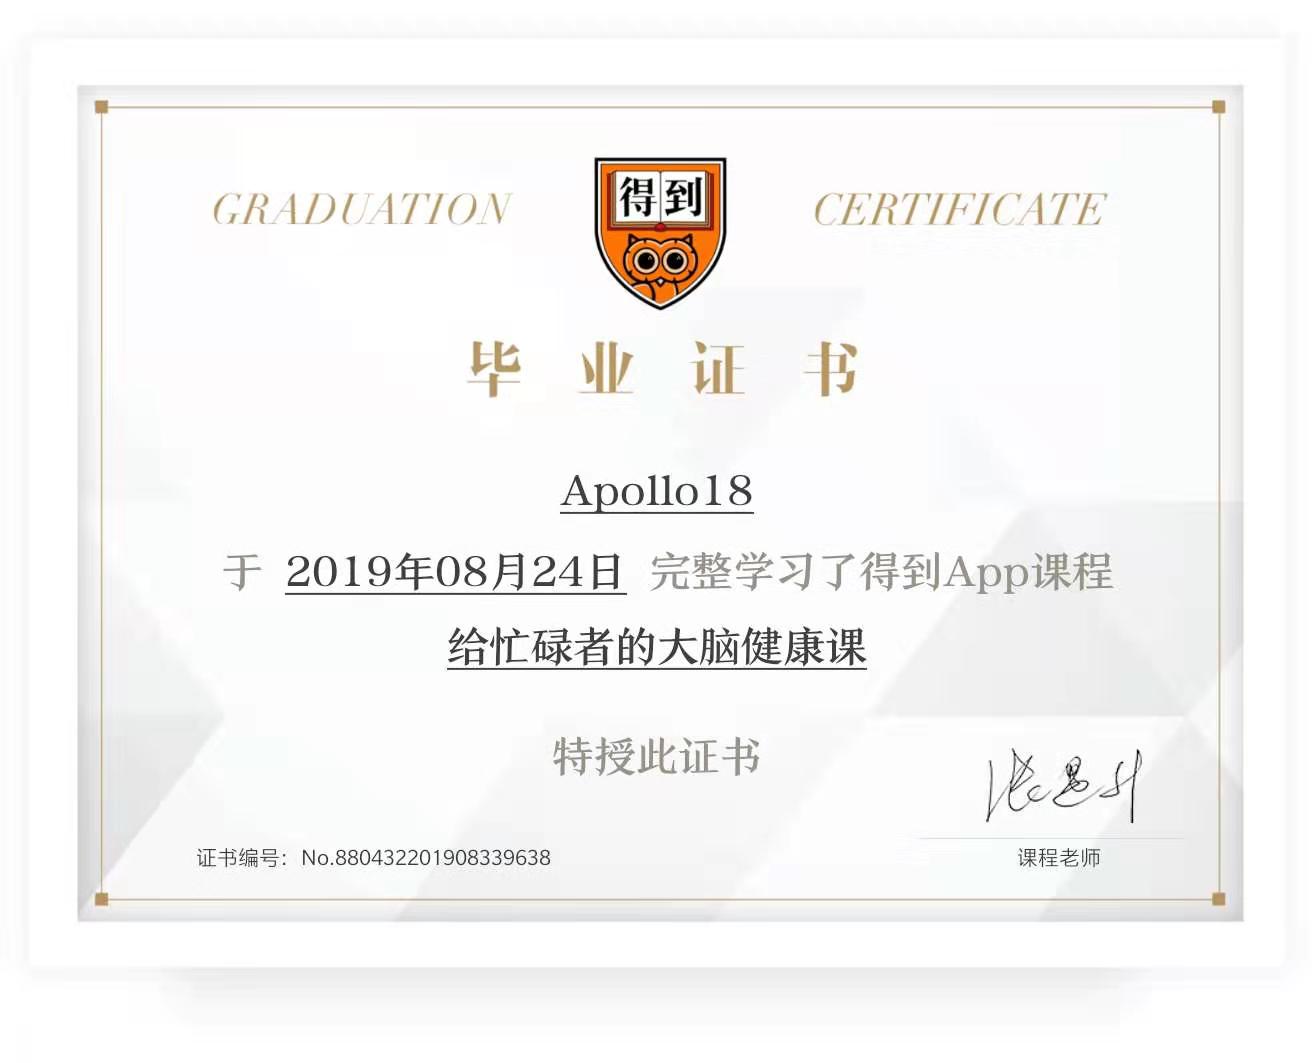 GRADUATION
得到
CERTIFICATE
毕业证书
Apollo18
于 2019年08月24日 完整学习了得到App课程
给忙碌者的大脑健康课
特授此证书
证书编号：No.880432201908339638
课程老师